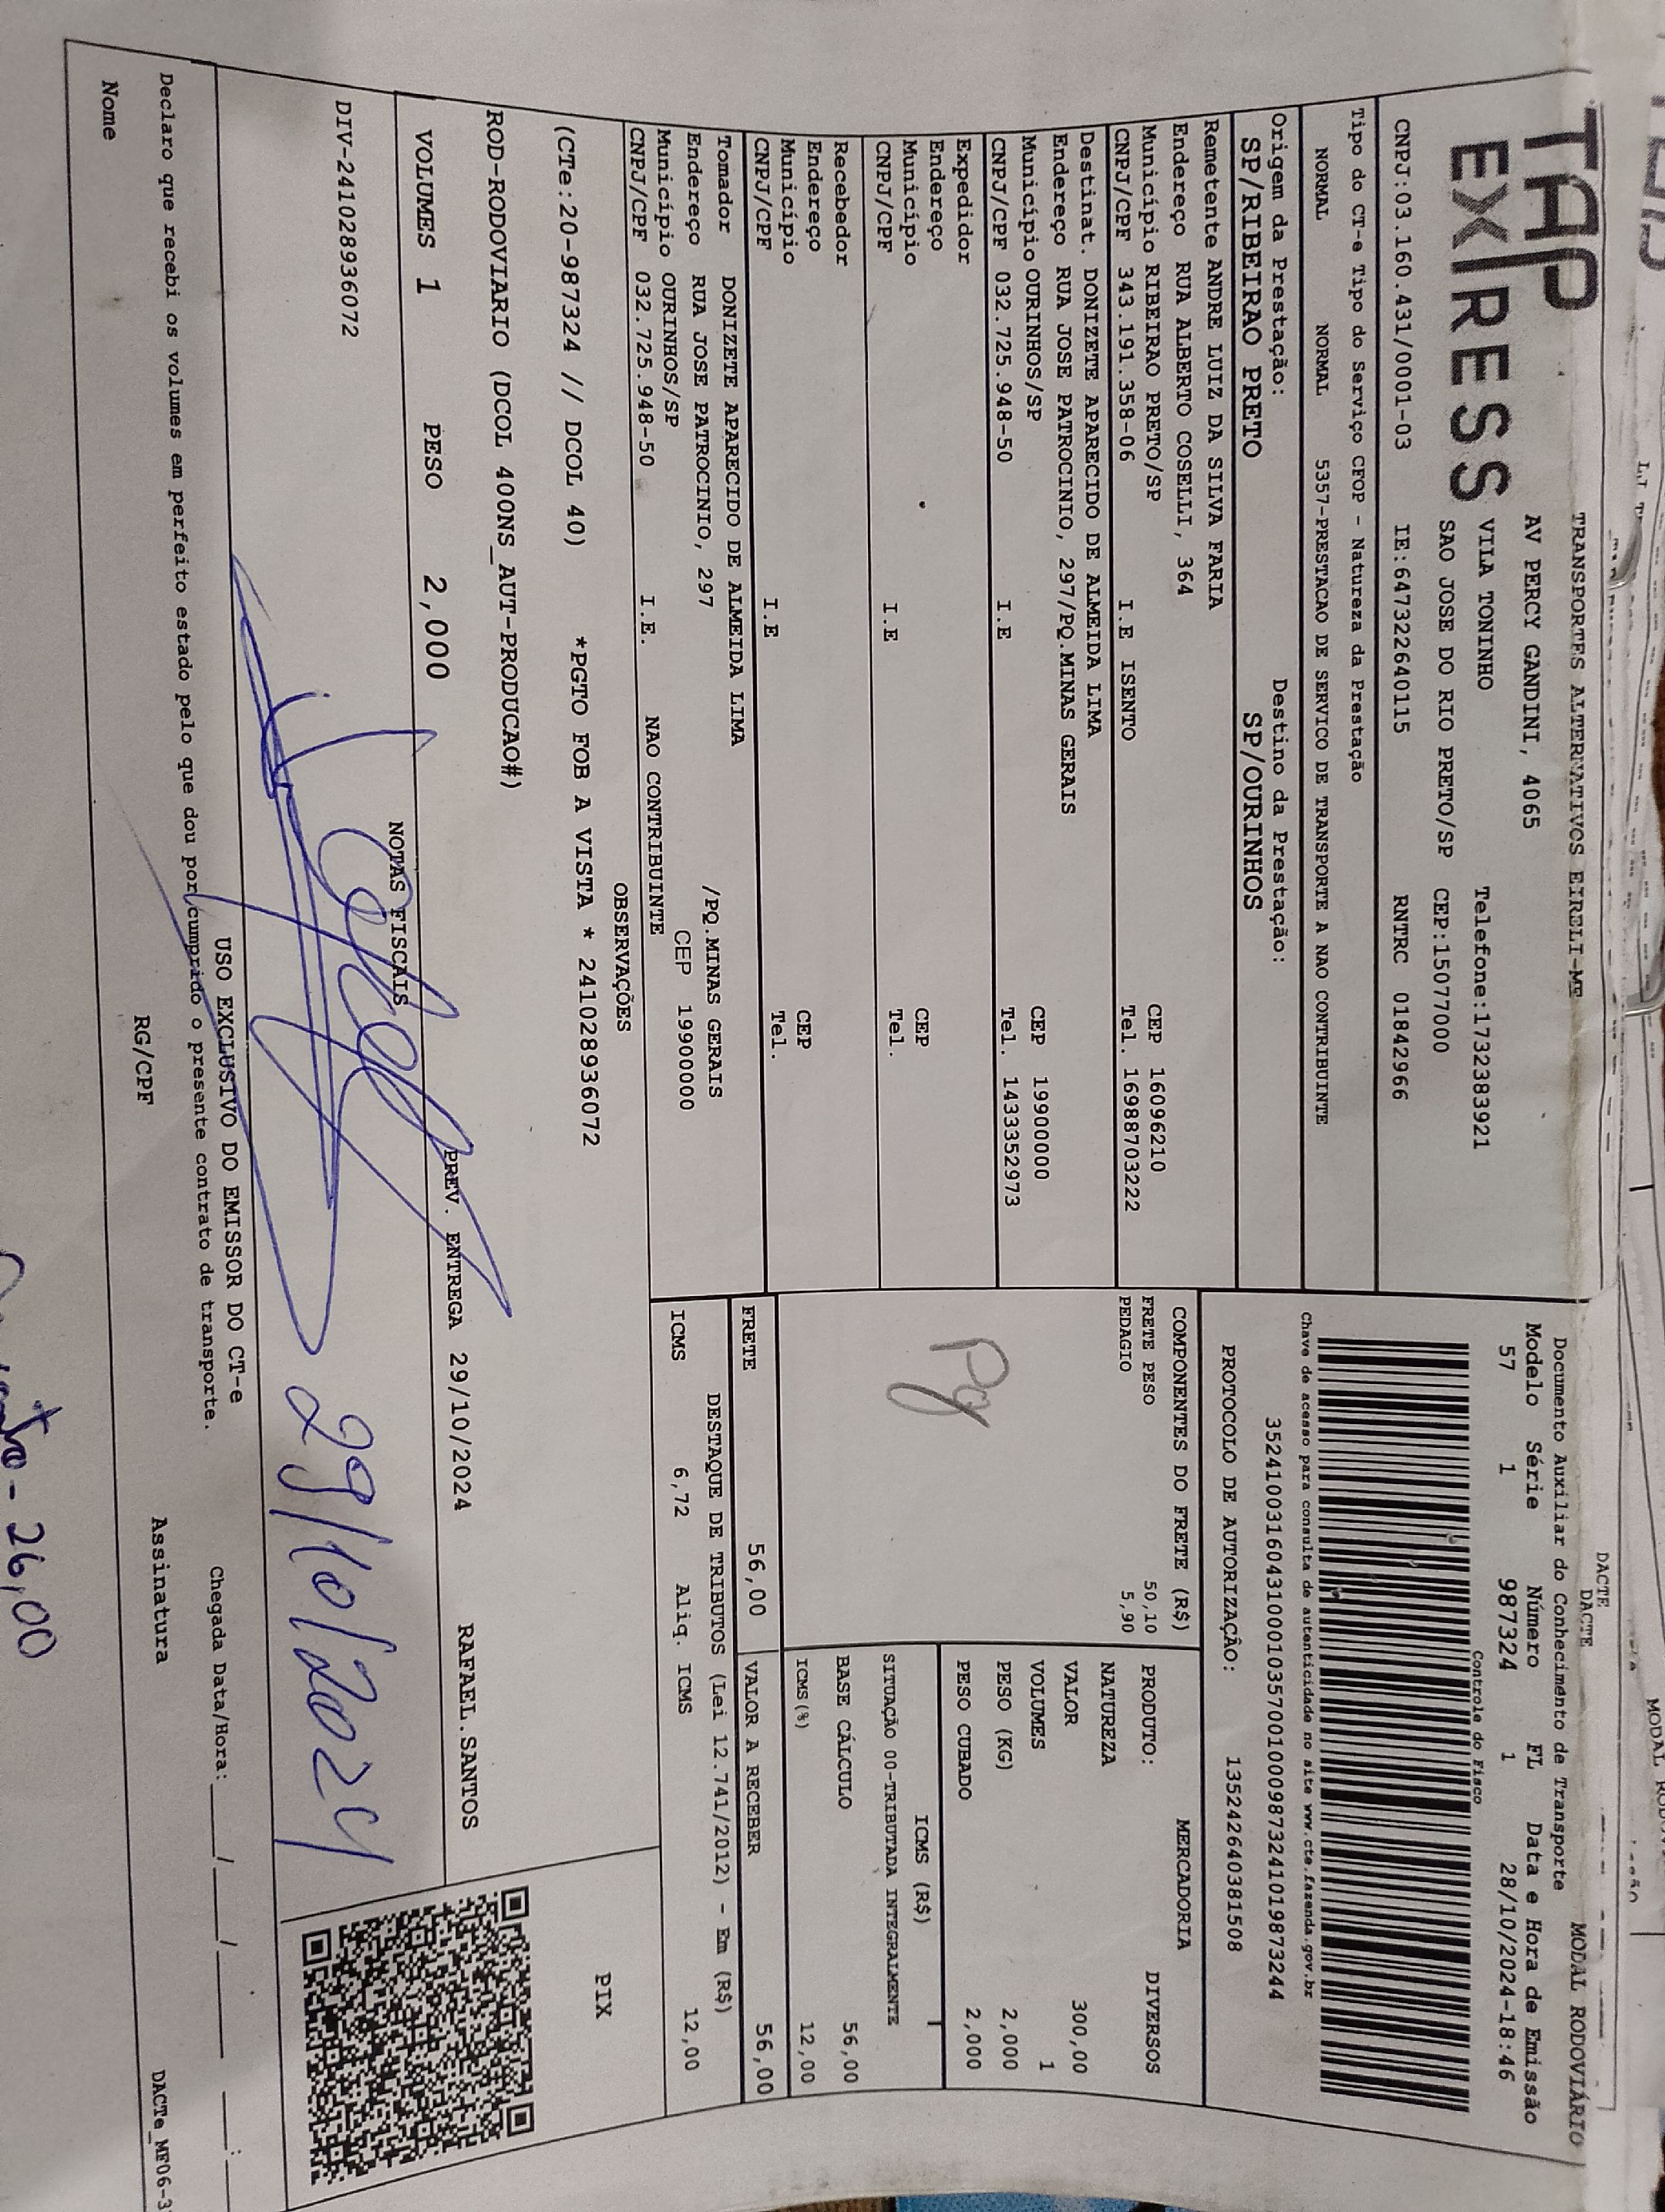 TAP
EX/RESS
TRANSPORTES ALTERNATIVOS EIRELI-ME
AV PERCY GANDINI, 4065
VILA TONINHO Telefone:1732383921
SAO JOSE DO RIO PRETO/SP CEP:15077000
CNPJ:03.160.431/0001-03 IE:647322640115 RNTRC 01842966
DACTE
DACTE MODAL RODOVIÁRIO
Documento Auxiliar do Conhecimento de Transporte
Modelo Série Número FL Data e Hora de Emissão
57 1 987324 1 28/10/2024-18:46
Controle do Fisco
Chave de acesso para consulta de autenticidade no site www.cte.fazenda.gov.br
35241003160431000103570010009873241019873244
PROTOCOLO DE AUTORIZAÇÃO: 135242640381508
Tipo do CT-e Tipo do Serviço CFOP - Natureza da Prestação
NORMAL NORMAL 5357-PRESTACAO DE SERVICO DE TRANSPORTE A NAO CONTRIBUINTE
Origem da Prestação: Destino da Prestação:
SP/RIBEIRAO PRETO SP/OURINHOS
Remetente ANDRE LUIZ DA SILVA FARIA
Endereço RUA ALBERTO COSELLI, 364
Município RIBEIRAO PRETO/SP CEP 16096210
CNPJ/CPF 343.191.358-06 I.E ISENTO Tel. 16988703222
Destinat. DONIZETE APARECIDO DE ALMEIDA LIMA
Endereço RUA JOSE PATROCINIO, 297/PQ.MINAS GERAIS
Município OURINHOS/SP CEP 19900000
CNPJ/CPF 032.725.948-50 I.E Tel. 1433352973
Expedidor
Endereço
Município CEP
CNPJ/CPF I.E Tel.
Recebedor
Endereço
Município CEP
CNPJ/CPF I.E Tel.
Tomador DONIZETE APARECIDO DE ALMEIDA LIMA
Endereço RUA JOSE PATROCINIO, 297 /PQ.MINAS GERAIS
Município OURINHOS/SP CEP 19900000
CNPJ/CPF 032.725.948-50 I.E. NAO CONTRIBUINTE
COMPONENTES DO FRETE (R$)
FRETE PESO 50,10
PEDAGIO 5,90
Pg
MERCADORIA
PRODUTO: DIVERSOS
NATUREZA
VALOR 300,00
VOLUMES 1
PESO (KG) 2,000
PESO CUBADO 2,000
ICMS (R$)
SITUAÇÃO 00-TRIBUTADA INTEGRALMENTE
BASE CÁLCULO 56,00
ICMS(%) 12,00
FRETE 56,00 VALOR A RECEBER 56,00
DESTAQUE DE TRIBUTOS (Lei 12.741/2012) - Em (R$)
ICMS 6,72 Aliq. ICMS 12,00
OBSERVAÇÕES
(CTe:20-987324 // DCOL 40) *PGTO FOB A VISTA * 241028936072
ROD-RODOVIARIO (DCOL 400NS_AUT-PRODUCAO#)
PIX
VOLUMES 1 PESO 2,000 PREV. ENTREGA 29/10/2024 RAFAEL.SANTOS
NOTAS FISCAIS
DIV-241028936072
29/10/2024
USO EXCLUSIVO DO EMISSOR DO CT-e
Declaro que recebi os volumes em perfeito estado pelo que dou por cumprido o presente contrato de transporte.
Chegada Data/Hora:____/____/____ __:__
Nome RG/CPF Assinatura
DACTe_MF06-3
- 26,00